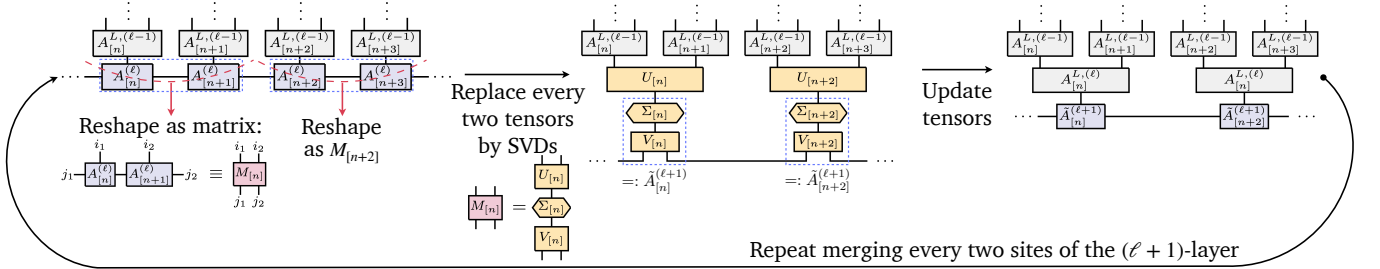 ⋮ ⋮ ⋮ ⋮
A^{L,(ℓ−1)}_{[n]} A^{L,(ℓ−1)}_{[n+1]} A^{L,(ℓ−1)}_{[n+2]} A^{L,(ℓ−1)}_{[n+3]}
⋯ A^{(ℓ)}_{[n]} A^{(ℓ)}_{[n+1]} A^{(ℓ)}_{[n+2]} A^{(ℓ)}_{[n+3]} ⋯
Reshape as matrix:
i_1 i_2 i_1 i_2
j_1 A^{(ℓ)}_{[n]} A^{(ℓ)}_{[n+1]} j_2 ≡ M_{[n]}
j_1 j_2
Reshape
as M_{[n+2]}
Replace every
two tensors
by SVDs
U_{[n]}
M_{[n]} = Σ_{[n]}
V_{[n]}
⋮ ⋮ ⋮ ⋮
A^{L,(ℓ−1)}_{[n]} A^{L,(ℓ−1)}_{[n+1]} A^{L,(ℓ−1)}_{[n+2]} A^{L,(ℓ−1)}_{[n+3]}
U_{[n]} U_{[n+2]}
Σ_{[n]} Σ_{[n+2]}
V_{[n]} V_{[n+2]}
⋯ ⋯
=: Ã^{(ℓ+1)}_{[n]} =: Ã^{(ℓ+1)}_{[n+2]}
Update
tensors
⋮ ⋮ ⋮ ⋮
A^{L,(ℓ−1)}_{[n]} A^{L,(ℓ−1)}_{[n+1]} A^{L,(ℓ−1)}_{[n+2]} A^{L,(ℓ−1)}_{[n+3]}
A^{L,(ℓ)}_{[n]} A^{L,(ℓ)}_{[n]}
⋯ Ã^{(ℓ+1)}_{[n]} Ã^{(ℓ+1)}_{[n+2]} ⋯
Repeat merging every two sites of the (ℓ + 1)-layer